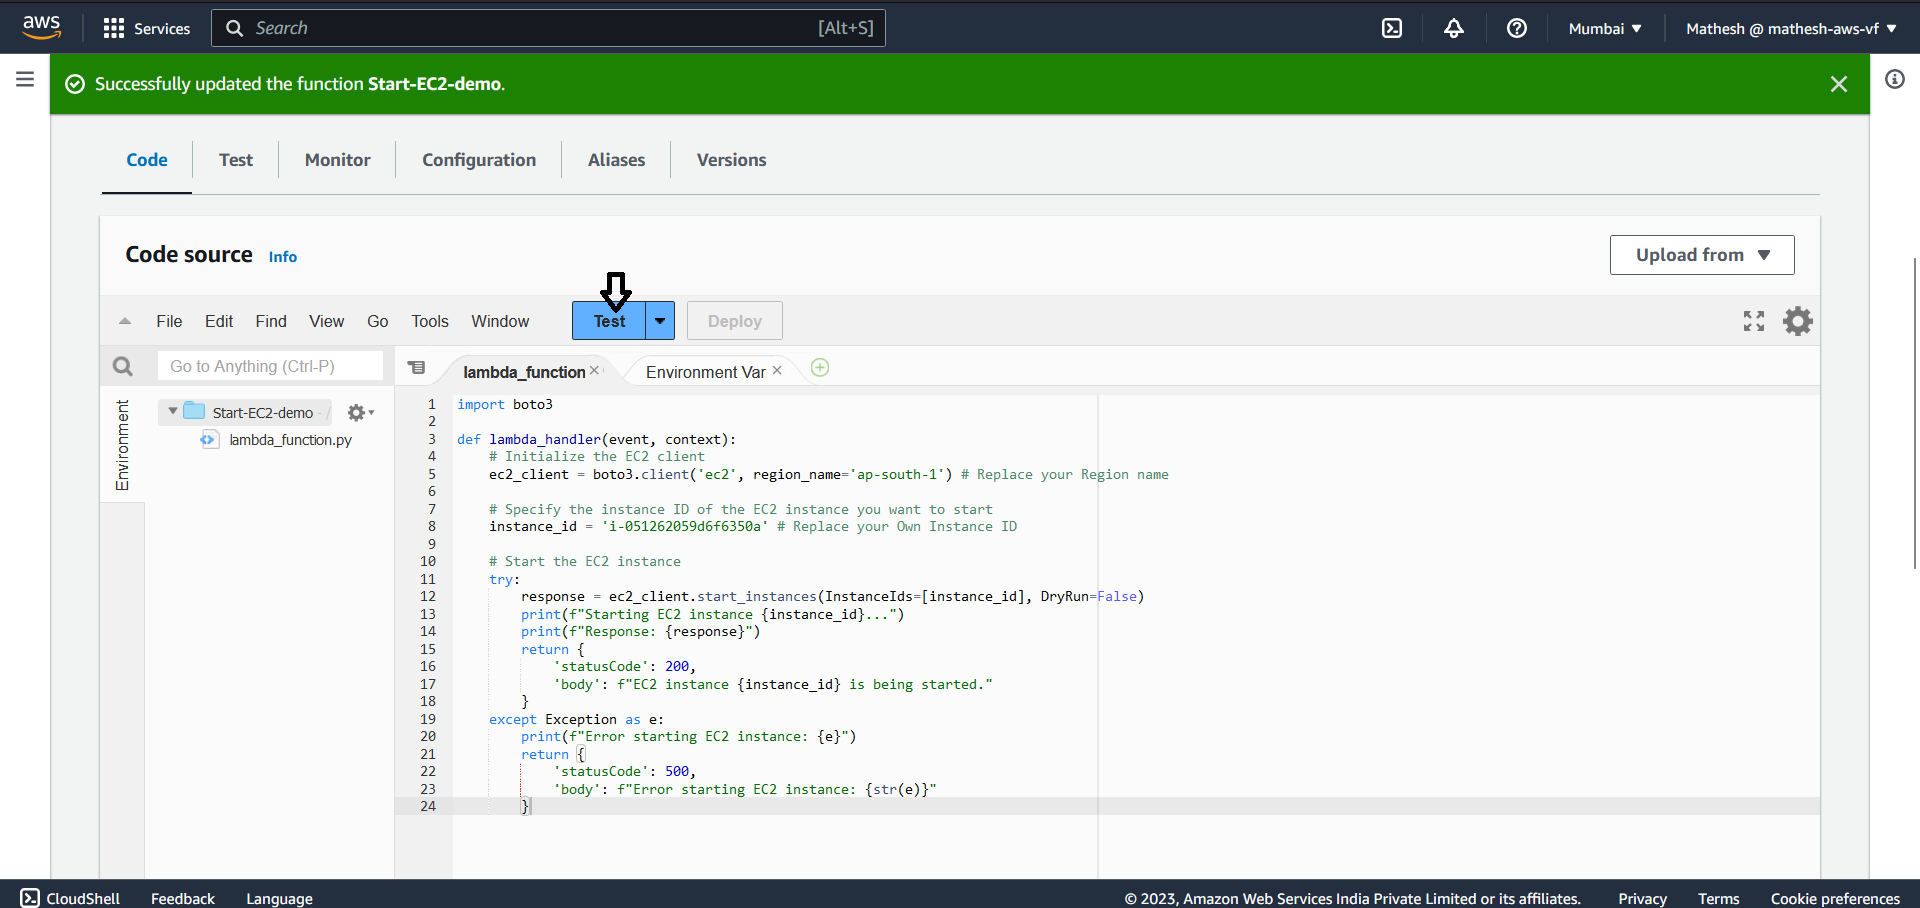 aws Services Search [Alt+S] Mumbai ▼ Mathesh @ mathesh-aws-vf ▼
Successfully updated the function Start-EC2-demo.
Code Test Monitor Configuration Aliases Versions
Code source Info Upload from ▼
File Edit Find View Go Tools Window Test Deploy
Go to Anything (Ctrl-P) lambda_function × Environment Var ×
Environment
Start-EC2-demo - /
lambda_function.py
1 import boto3
2
3 def lambda_handler(event, context):
4     # Initialize the EC2 client
5     ec2_client = boto3.client('ec2', region_name='ap-south-1') # Replace your Region name
6
7     # Specify the instance ID of the EC2 instance you want to start
8     instance_id = 'i-051262059d6f6350a' # Replace your Own Instance ID
9
10     # Start the EC2 instance
11     try:
12         response = ec2_client.start_instances(InstanceIds=[instance_id], DryRun=False)
13         print(f"Starting EC2 instance {instance_id}...")
14         print(f"Response: {response}")
15         return {
16             'statusCode': 200,
17             'body': f"EC2 instance {instance_id} is being started."
18         }
19     except Exception as e:
20         print(f"Error starting EC2 instance: {e}")
21         return {
22             'statusCode': 500,
23             'body': f"Error starting EC2 instance: {str(e)}"
24         }
CloudShell Feedback Language © 2023, Amazon Web Services India Private Limited or its affiliates. Privacy Terms Cookie preferences